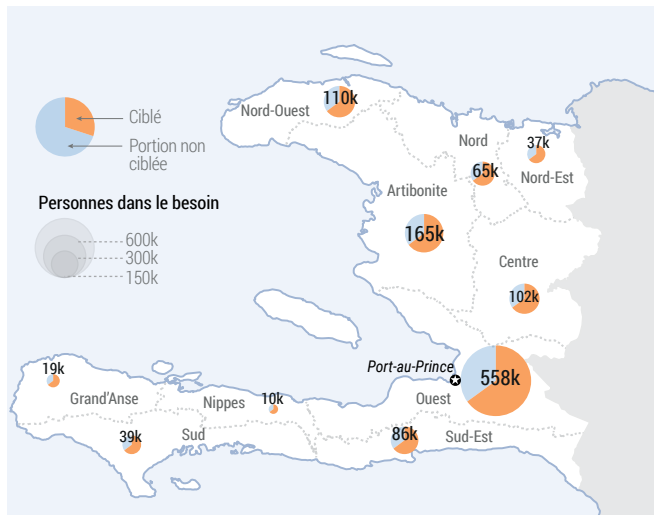 Ciblé
Portion non
ciblée
Personnes dans le besoin
600k
300k
150k
110k
Nord-Ouest
Nord
37k
65k
Nord-Est
Artibonite
165k
Centre
102k
Port-au-Prince
558k
Ouest
19k
Grand'Anse
Nippes
10k
39k
Sud
86k
Sud-Est